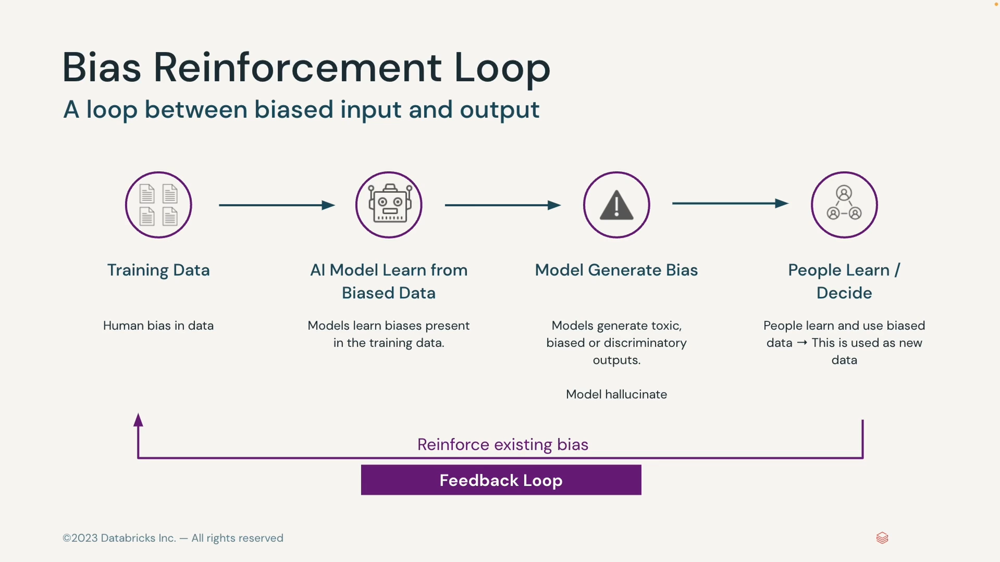 Bias Reinforcement Loop
A loop between biased input and output
Training Data
Human bias in data
AI Model Learn from
Biased Data
Models learn biases present
in the training data.
Model Generate Bias
Models generate toxic,
biased or discriminatory
outputs.
Model hallucinate
People Learn /
Decide
People learn and use biased
data → This is used as new
data
Reinforce existing bias
Feedback Loop
©2023 Databricks Inc. — All rights reserved